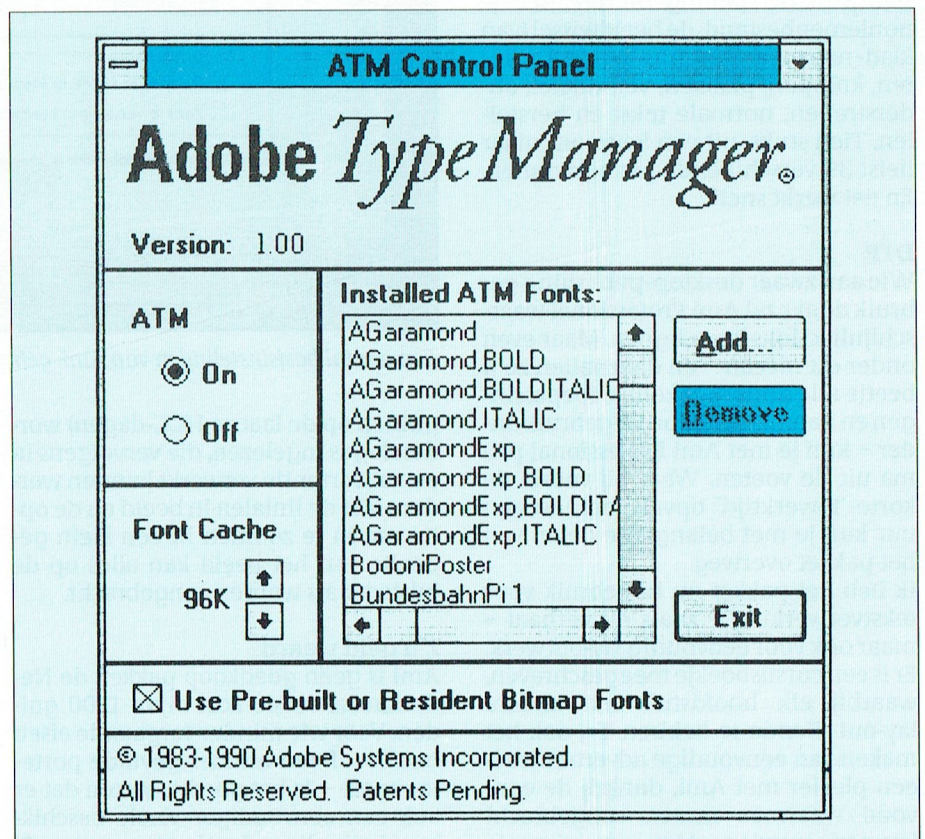 ATM Control Panel
Adobe Type Manager®
Version: 1.00
ATM
On
Off
Font Cache
96K
Installed ATM Fonts:
AGaramond
AGaramond,BOLD
AGaramond,BOLDITALIC
AGaramond,ITALIC
AGaramondExp
AGaramondExp,BOLD
AGaramondExp,BOLDITA
AGaramondExp,ITALIC
BodoniPoster
BundesbahnPi 1
Add...
Remove
Exit
Use Pre-built or Resident Bitmap Fonts
© 1983-1990 Adobe Systems Incorporated.
All Rights Reserved. Patents Pending.